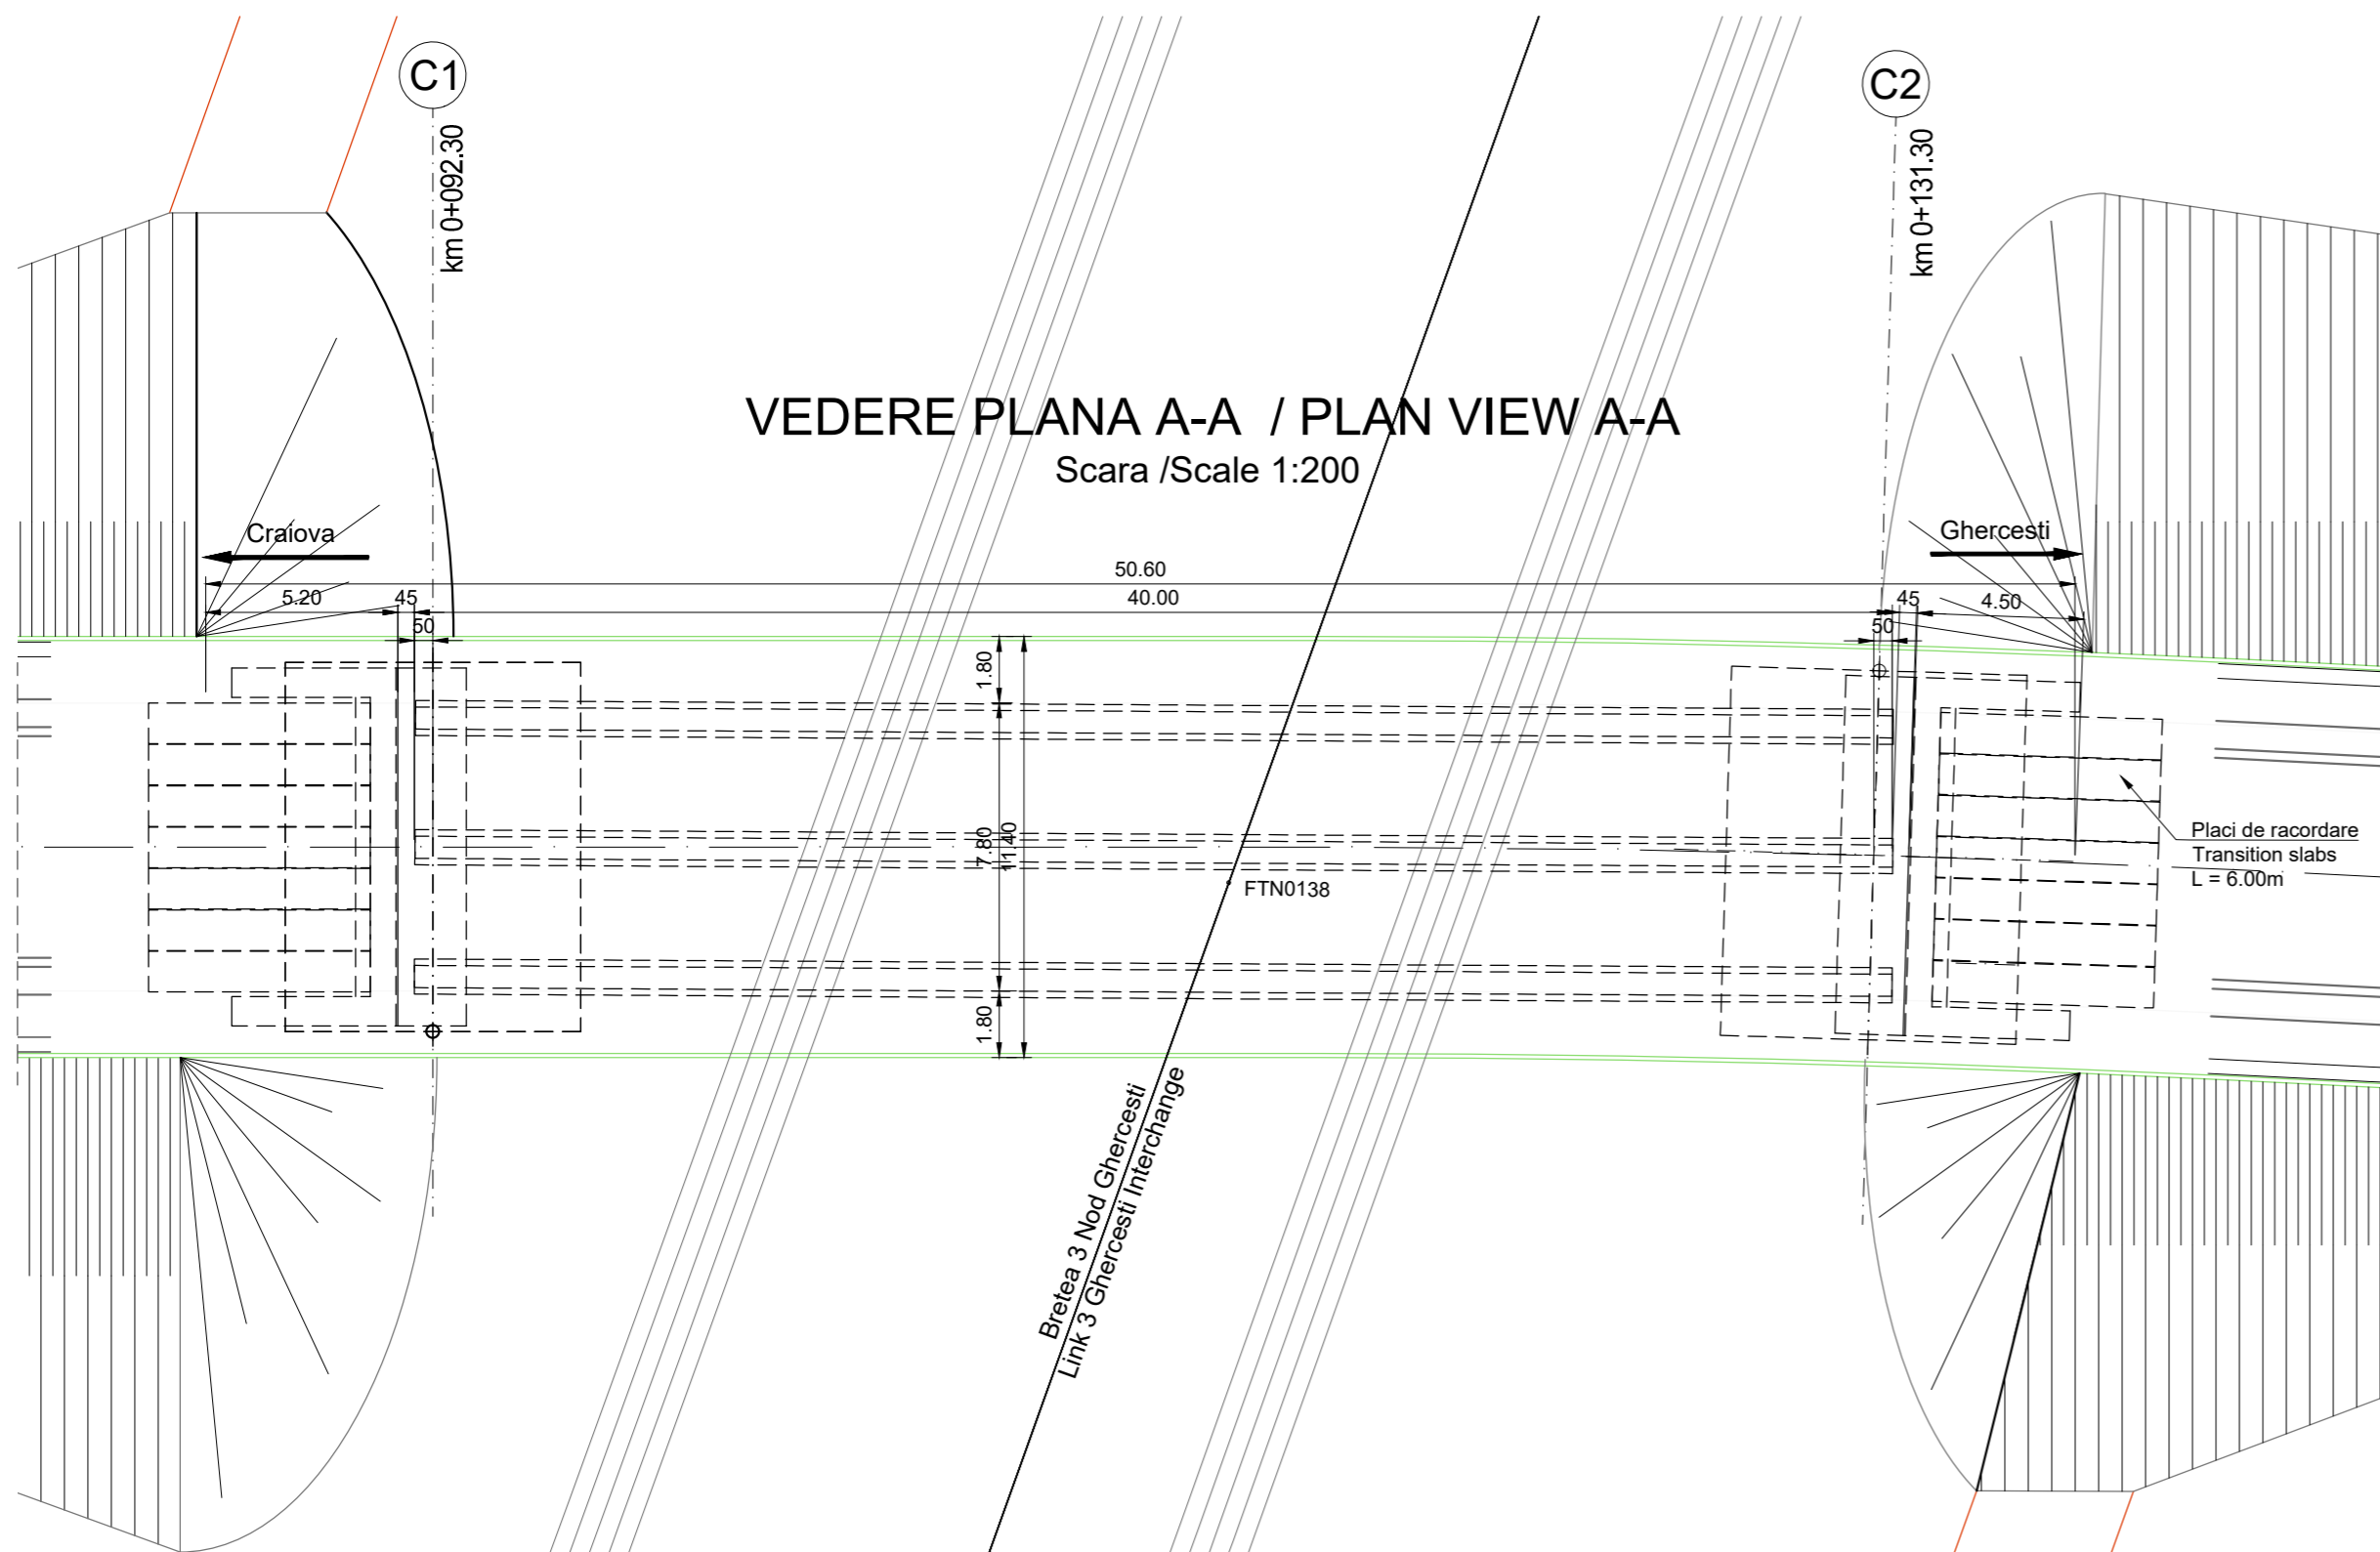 C1
C2
km 0+092.30
km 0+131.30
VEDERE PLANA A-A / PLAN VIEW A-A
Scara /Scale 1:200
Craiova
Ghercesti
50.60
5.20
45
40.00
45
4.50
50
50
1.80
7.80
11.40
1.80
FTN0138
Placi de racordare
Transition slabs
L = 6.00m
Bretea 3 Nod Ghercesti
Link 3 Ghercesti Interchange